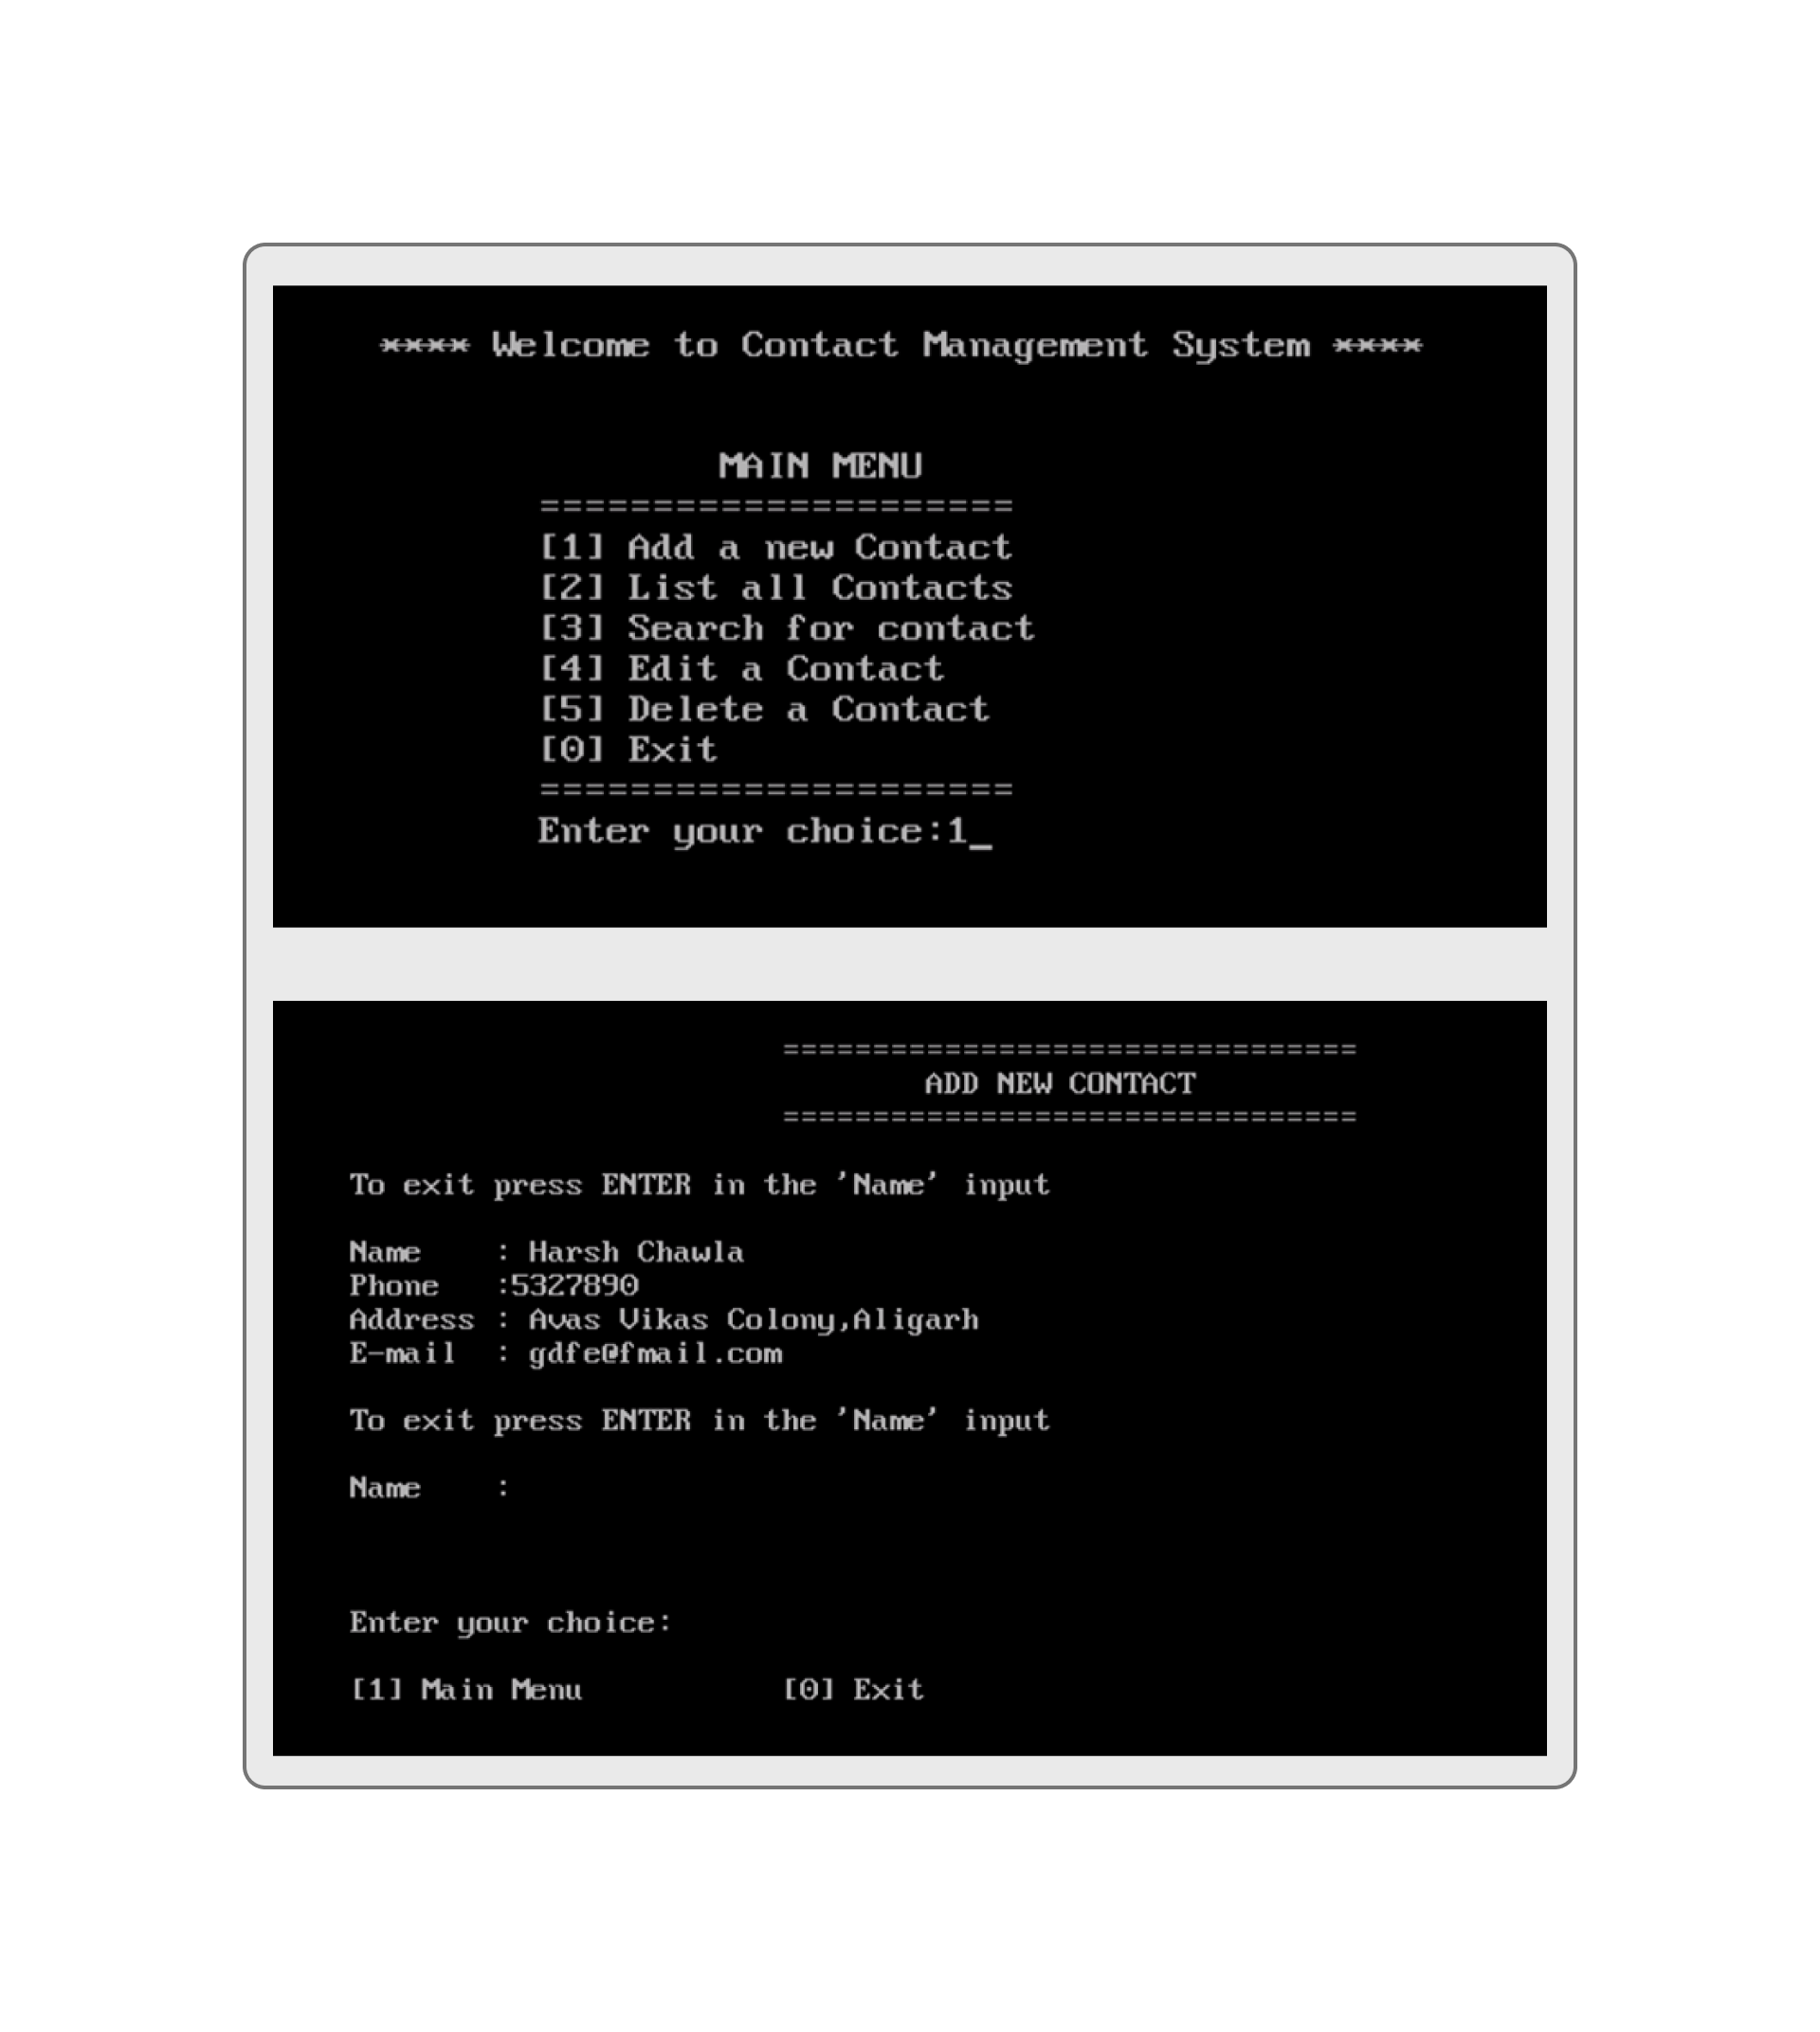 **** Welcome to Contact Management System ****
MAIN MENU
=====================
[1] Add a new Contact
[2] List all Contacts
[3] Search for contact
[4] Edit a Contact
[5] Delete a Contact
[0] Exit
=====================
Enter your choice:1_
================================
ADD NEW CONTACT
================================
To exit press ENTER in the 'Name' input
Name    : Harsh Chawla
Phone   :5327890
Address : Avas Vikas Colony,Aligarh
E-mail  : gdfe@fmail.com
To exit press ENTER in the 'Name' input
Name    :
Enter your choice:
[1] Main Menu           [0] Exit